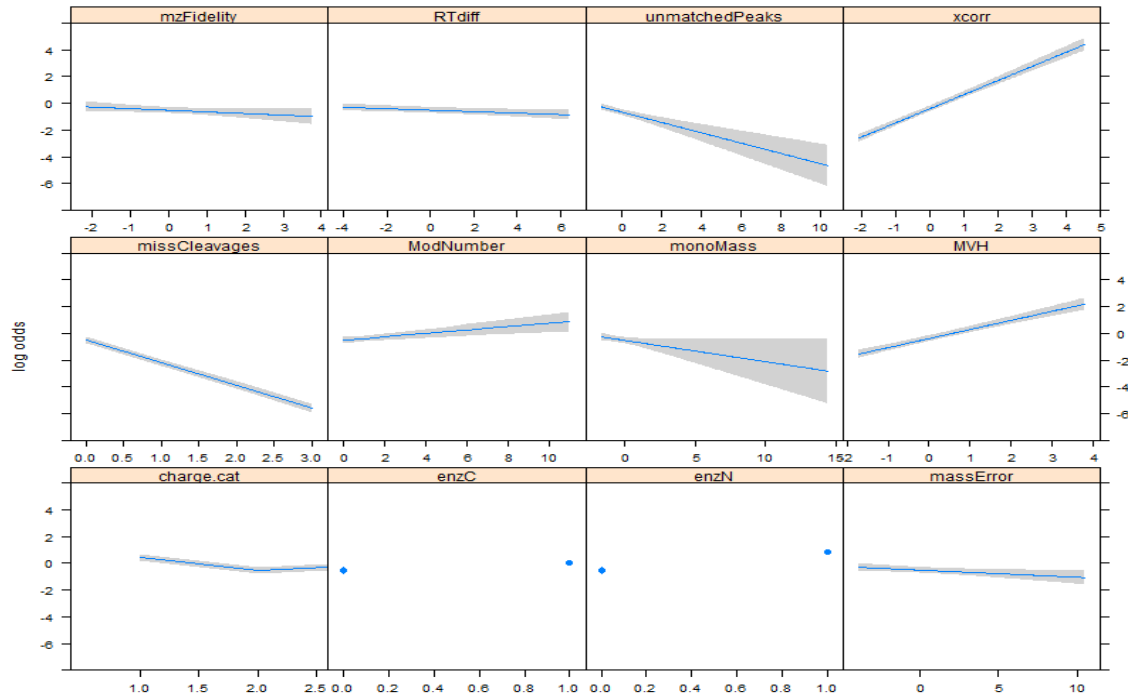 mzFidelity RTdiff unmatchedPeaks xcorr
4
2
0
-2
-4
-6
-2 -1 0 1 2 3 4 -4 -2 0 2 4 6 0 2 4 6 8 10 -2 -1 0 1 2 3 4 5
missCleavages ModNumber monoMass MVH
log odds
4
2
0
-2
-4
-6
0.0 0.5 1.0 1.5 2.0 2.5 3.0 0 2 4 6 8 10 0 5 10 15 -2 -1 0 1 2 3 4
charge.cat enzC enzN massError
4
2
0
-2
-4
-6
1.0 1.5 2.0 2.5 0.0 0.2 0.4 0.6 0.8 1.0 0.0 0.2 0.4 0.6 0.8 1.0 0 5 10